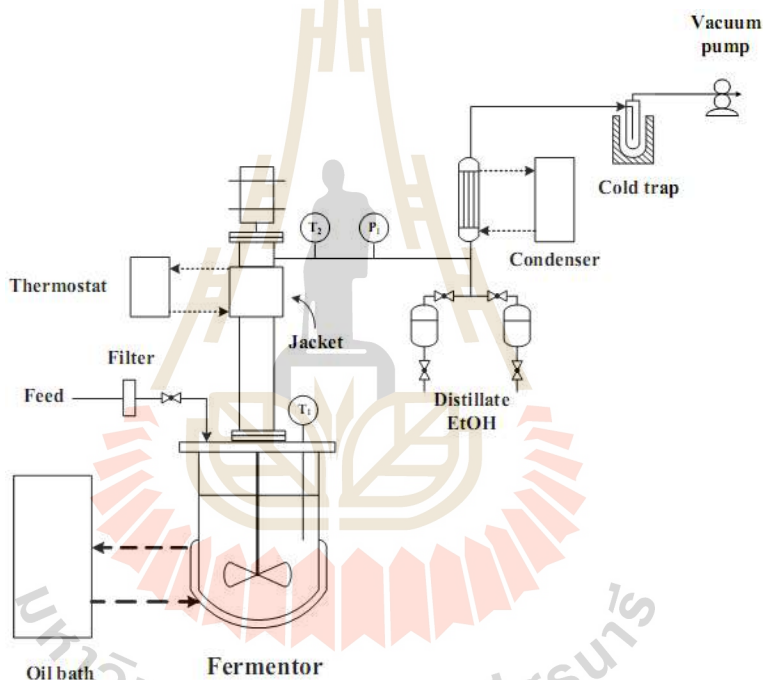 Vacuum
pump
Cold trap
Condenser
T2
P1
Thermostat
Jacket
Filter
Feed
T1
Distillate
EtOH
Oil bath
Fermentor